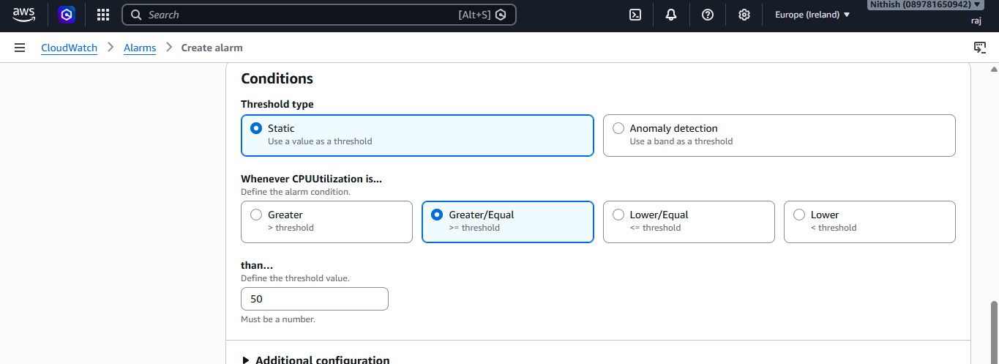 aws
Search [Alt+S]
Europe (Ireland)
Nithish (089781650942)
raj
CloudWatch > Alarms > Create alarm
Conditions
Threshold type
Static
Use a value as a threshold
Anomaly detection
Use a band as a threshold
Whenever CPUUtilization is...
Define the alarm condition.
Greater
> threshold
Greater/Equal
>= threshold
Lower/Equal
<= threshold
Lower
< threshold
than...
Define the threshold value.
50
Must be a number.
Additional configuration